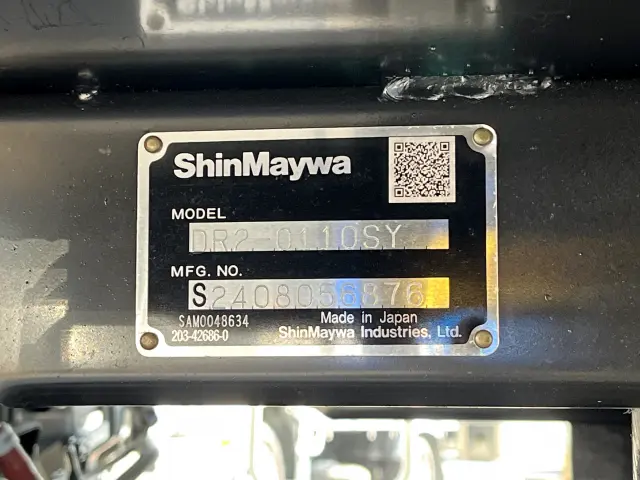 ShinMaywa
MODEL
DR2-0110SY
MFG. NO.
S2408056876
SAM0048634
203-42686-0
Made in Japan
ShinMaywa Industries, Ltd.